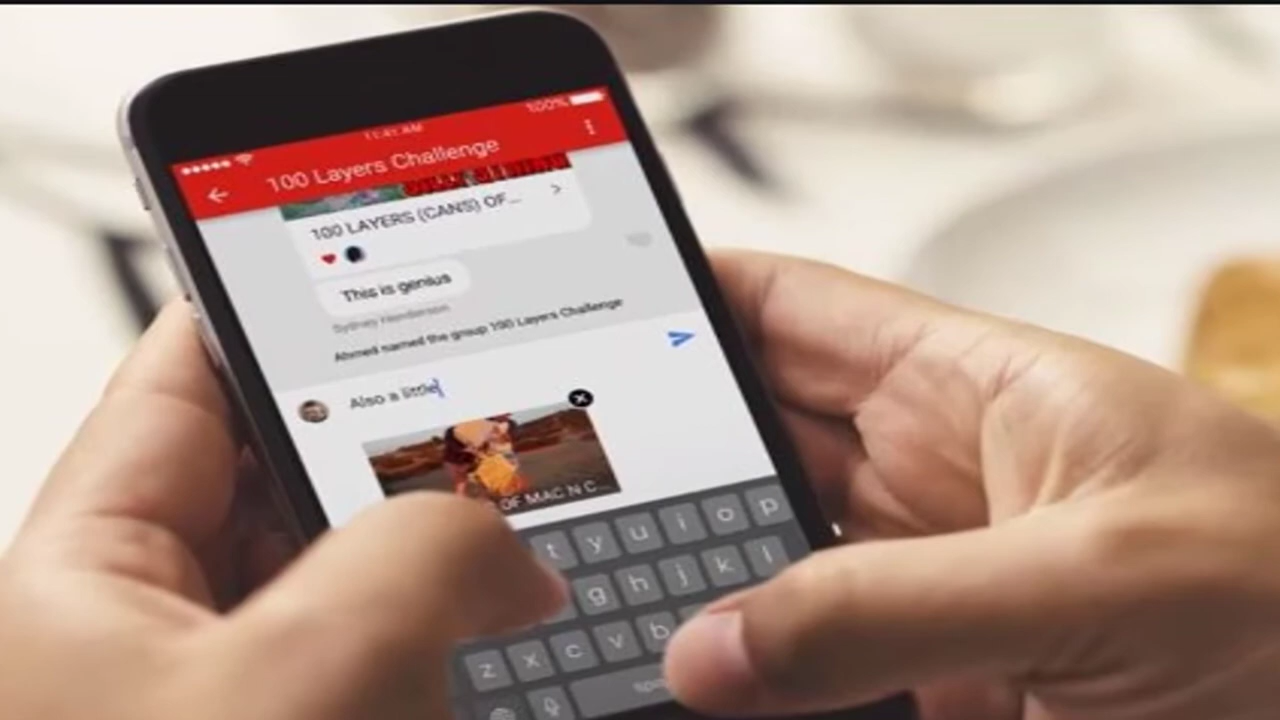 100%
11:41 AM
100 Layers Challenge
100 LAYERS (CANS) OF...
This is genius
Sydney Henderson
Ahmed named the group 100 Layers Challenge
Also a little
OF MAC N C...
t y u i o p
g h j k l
z x c v b